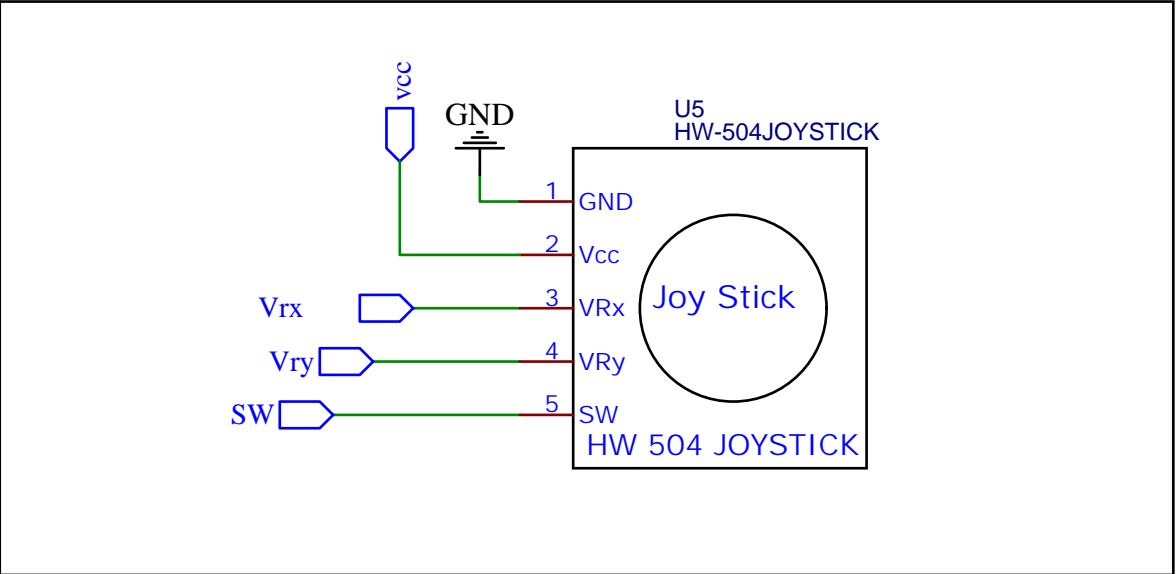 vcc
GND
U5
HW-504JOYSTICK
1 GND
2 Vcc
Vrx 3 VRx
Joy Stick
Vry 4 VRy
SW 5 SW
HW 504 JOYSTICK